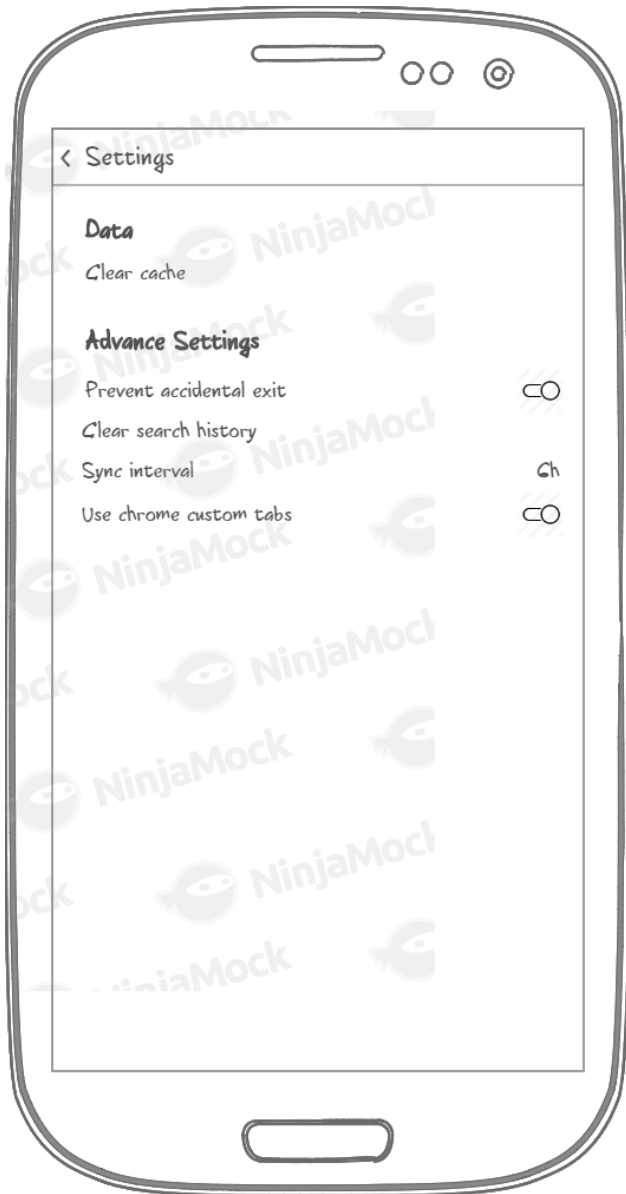 Settings
Data
Clear cache
Advance Settings
Prevent accidental exit
Clear search history
Sync interval 6h
Use chrome custom tabs
NinjaMock